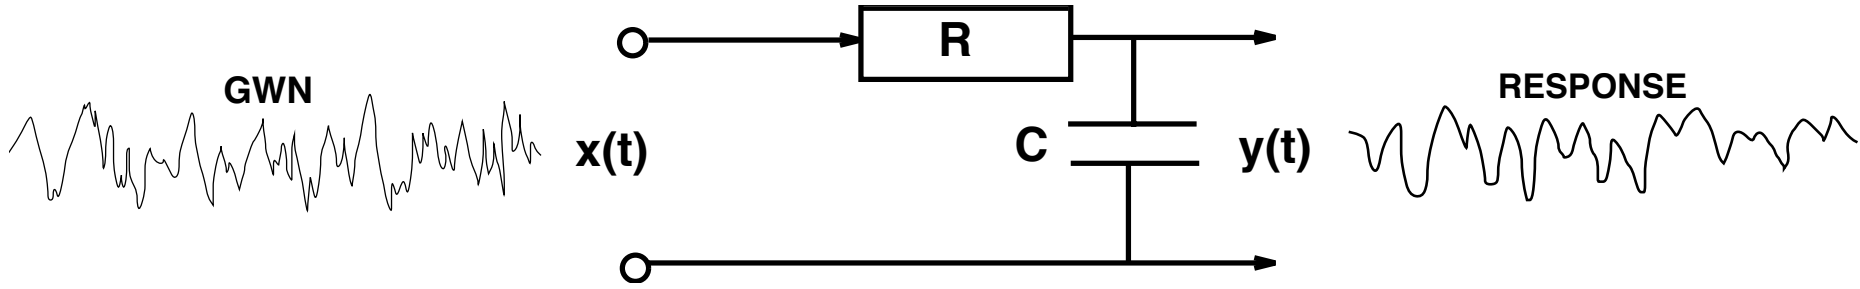 GWN
x(t)
R
C
y(t)
RESPONSE